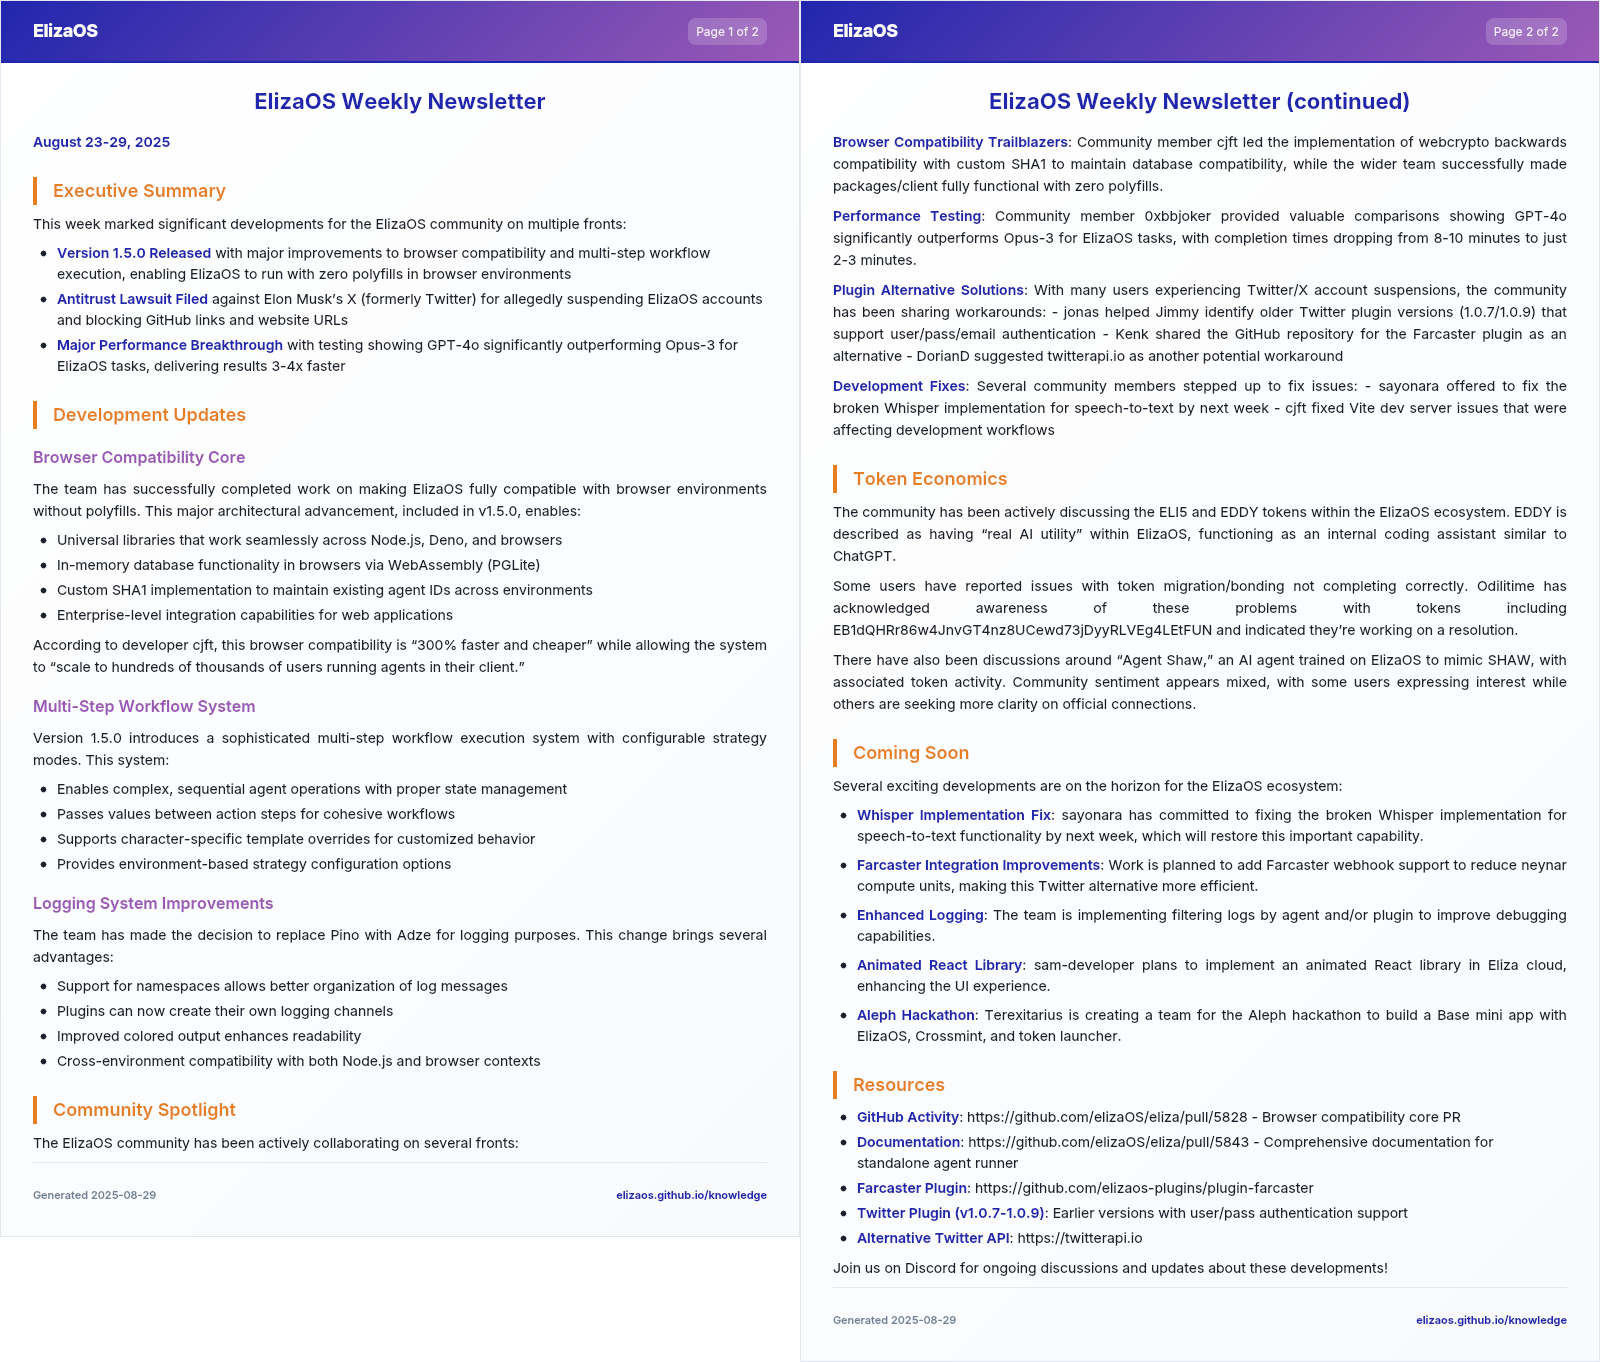 ElizaOS
Page 1 of 2
ElizaOS Weekly Newsletter
August 23-29, 2025
Executive Summary
This week marked significant developments for the ElizaOS community on multiple fronts:
• Version 1.5.0 Released with major improvements to browser compatibility and multi-step workflow
execution, enabling ElizaOS to run with zero polyfills in browser environments
• Antitrust Lawsuit Filed against Elon Musk’s X (formerly Twitter) for allegedly suspending ElizaOS accounts
and blocking GitHub links and website URLs
• Major Performance Breakthrough with testing showing GPT-4o significantly outperforming Opus-3 for
ElizaOS tasks, delivering results 3-4x faster
Development Updates
Browser Compatibility Core
The team has successfully completed work on making ElizaOS fully compatible with browser environments
without polyfills. This major architectural advancement, included in v1.5.0, enables:
• Universal libraries that work seamlessly across Node.js, Deno, and browsers
• In-memory database functionality in browsers via WebAssembly (PGLite)
• Custom SHA1 implementation to maintain existing agent IDs across environments
• Enterprise-level integration capabilities for web applications
According to developer cjft, this browser compatibility is “300% faster and cheaper” while allowing the system
to “scale to hundreds of thousands of users running agents in their client.”
Multi-Step Workflow System
Version 1.5.0 introduces a sophisticated multi-step workflow execution system with configurable strategy
modes. This system:
• Enables complex, sequential agent operations with proper state management
• Passes values between action steps for cohesive workflows
• Supports character-specific template overrides for customized behavior
• Provides environment-based strategy configuration options
Logging System Improvements
The team has made the decision to replace Pino with Adze for logging purposes. This change brings several
advantages:
• Support for namespaces allows better organization of log messages
• Plugins can now create their own logging channels
• Improved colored output enhances readability
• Cross-environment compatibility with both Node.js and browser contexts
Community Spotlight
The ElizaOS community has been actively collaborating on several fronts:
Generated 2025-08-29
elizaos.github.io/knowledge
ElizaOS
Page 2 of 2
ElizaOS Weekly Newsletter (continued)
Browser Compatibility Trailblazers: Community member cjft led the implementation of webcrypto backwards
compatibility with custom SHA1 to maintain database compatibility, while the wider team successfully made
packages/client fully functional with zero polyfills.
Performance Testing: Community member 0xbbjoker provided valuable comparisons showing GPT-4o
significantly outperforms Opus-3 for ElizaOS tasks, with completion times dropping from 8-10 minutes to just
2-3 minutes.
Plugin Alternative Solutions: With many users experiencing Twitter/X account suspensions, the community
has been sharing workarounds: - jonas helped Jimmy identify older Twitter plugin versions (1.0.7/1.0.9) that
support user/pass/email authentication - Kenk shared the GitHub repository for the Farcaster plugin as an
alternative - DorianD suggested twitterapi.io as another potential workaround
Development Fixes: Several community members stepped up to fix issues: - sayonara offered to fix the
broken Whisper implementation for speech-to-text by next week - cjft fixed Vite dev server issues that were
affecting development workflows
Token Economics
The community has been actively discussing the ELI5 and EDDY tokens within the ElizaOS ecosystem. EDDY is
described as having “real AI utility” within ElizaOS, functioning as an internal coding assistant similar to
ChatGPT.
Some users have reported issues with token migration/bonding not completing correctly. Odilitime has
acknowledged awareness of these problems with tokens including
EB1dQHRr86w4JnvGT4nz8UCewd73jDyyRLVEg4LEtFUN and indicated they’re working on a resolution.
There have also been discussions around “Agent Shaw,” an AI agent trained on ElizaOS to mimic SHAW, with
associated token activity. Community sentiment appears mixed, with some users expressing interest while
others are seeking more clarity on official connections.
Coming Soon
Several exciting developments are on the horizon for the ElizaOS ecosystem:
• Whisper Implementation Fix: sayonara has committed to fixing the broken Whisper implementation for
speech-to-text functionality by next week, which will restore this important capability.
• Farcaster Integration Improvements: Work is planned to add Farcaster webhook support to reduce neynar
compute units, making this Twitter alternative more efficient.
• Enhanced Logging: The team is implementing filtering logs by agent and/or plugin to improve debugging
capabilities.
• Animated React Library: sam-developer plans to implement an animated React library in Eliza cloud,
enhancing the UI experience.
• Aleph Hackathon: Terexitarius is creating a team for the Aleph hackathon to build a Base mini app with
ElizaOS, Crossmint, and token launcher.
Resources
• GitHub Activity: https://github.com/elizaOS/eliza/pull/5828 - Browser compatibility core PR
• Documentation: https://github.com/elizaOS/eliza/pull/5843 - Comprehensive documentation for
standalone agent runner
• Farcaster Plugin: https://github.com/elizaos-plugins/plugin-farcaster
• Twitter Plugin (v1.0.7-1.0.9): Earlier versions with user/pass authentication support
• Alternative Twitter API: https://twitterapi.io
Join us on Discord for ongoing discussions and updates about these developments!
Generated 2025-08-29
elizaos.github.io/knowledge